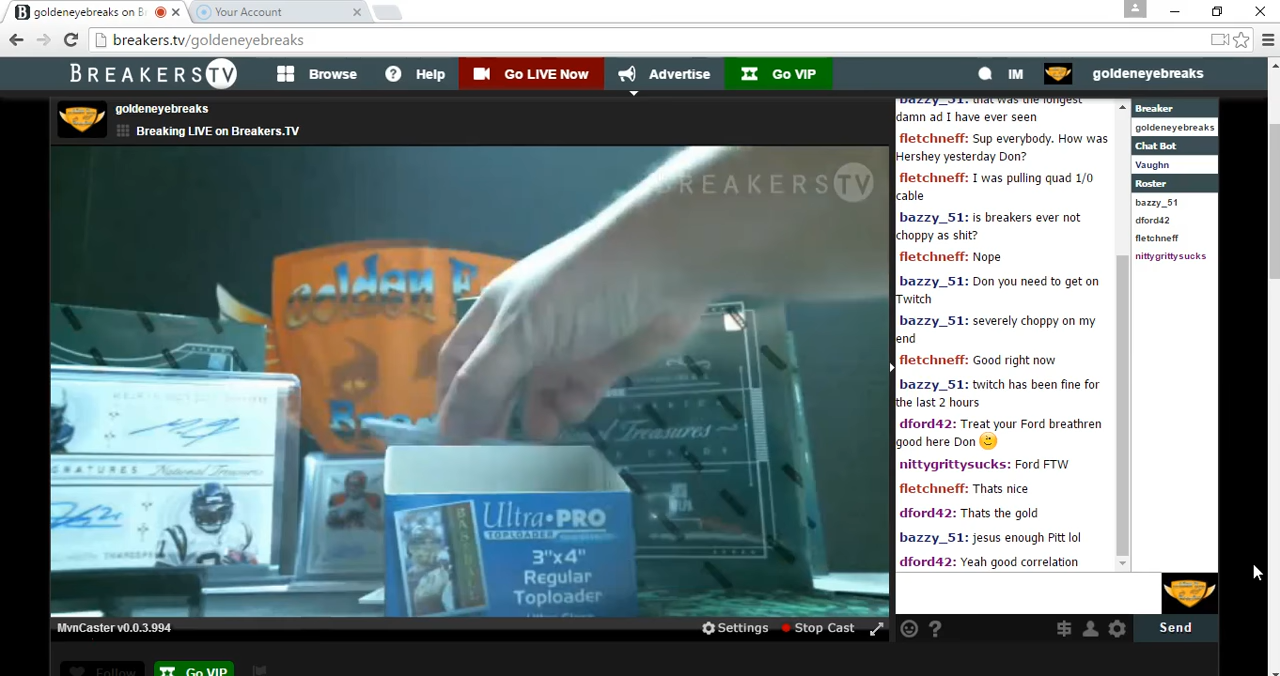 goldeneyebreaks on B
Your Account
breakers.tv/goldeneyebreaks
BREAKERSTV
Browse
Help
Go LIVE Now
Advertise
Go VIP
IM
goldeneyebreaks
goldeneyebreaks
Breaking LIVE on Breakers.TV
BREAKERSTV
Golden
Ultra PRO
TOPLOADER
3"x4"
Regular
Toploader
BASEBALL
NATURES National Treasures
Treasures
MvnCaster v0.0.3.994
Settings
Stop Cast
Follow
Go VIP
bazzy_51: that was the longest
damn ad I have ever seen
fletchneff: Sup everybody. How was
Hershey yesterday Don?
fletchneff: I was pulling quad 1/0
cable
bazzy_51: is breakers ever not
choppy as shit?
fletchneff: Nope
bazzy_51: Don you need to get on
Twitch
bazzy_51: severely choppy on my
end
fletchneff: Good right now
bazzy_51: twitch has been fine for
the last 2 hours
dford42: Treat your Ford breathren
good here Don
nittygrittysucks: Ford FTW
fletchneff: Thats nice
dford42: Thats the gold
bazzy_51: jesus enough Pitt lol
dford42: Yeah good correlation
Send
Breaker
goldeneyebreaks
Chat Bot
Vaughn
Roster
bazzy_51
dford42
fletchneff
nittygrittysucks